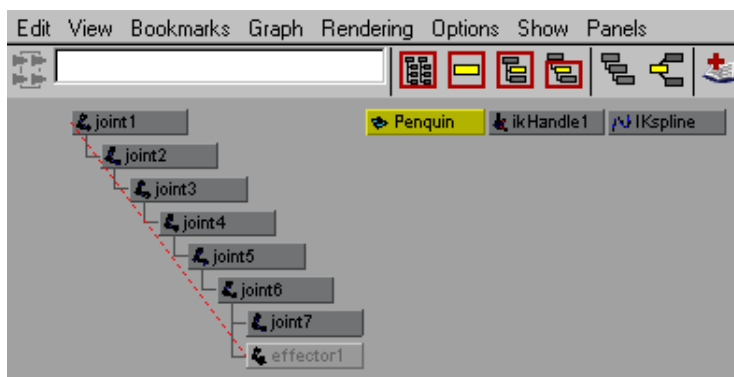 Edit View Bookmarks Graph Rendering Options Show Panels
joint1 Penquin ikHandle1 IKspline
joint2
joint3
joint4
joint5
joint6
joint7
effector1